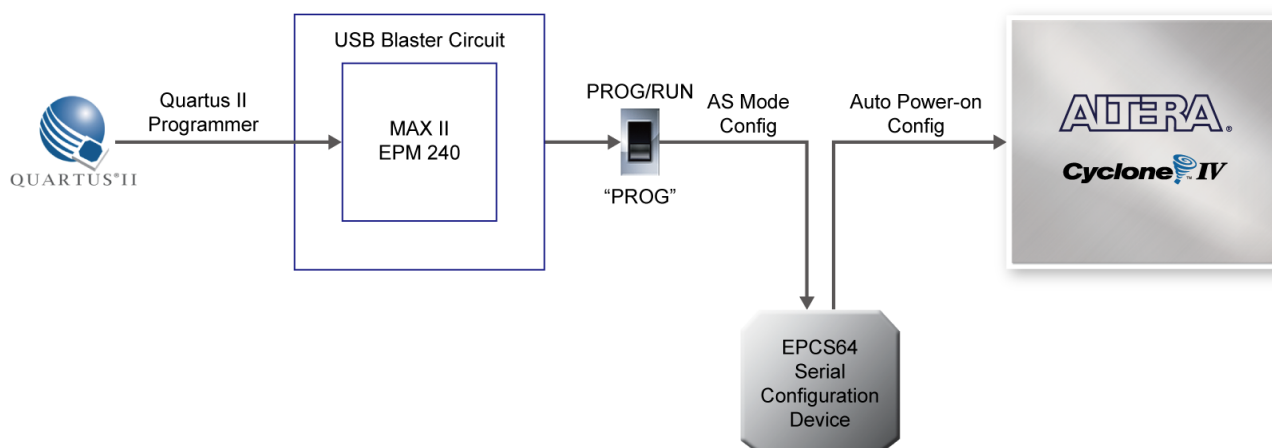 USB Blaster Circuit
Quartus II
Programmer
QUARTUS®II
MAX II
EPM 240
PROG/RUN
“PROG”
AS Mode
Config
Auto Power-on
Config
ALTERA®
Cyclone™ IV
EPCS64
Serial
Configuration
Device